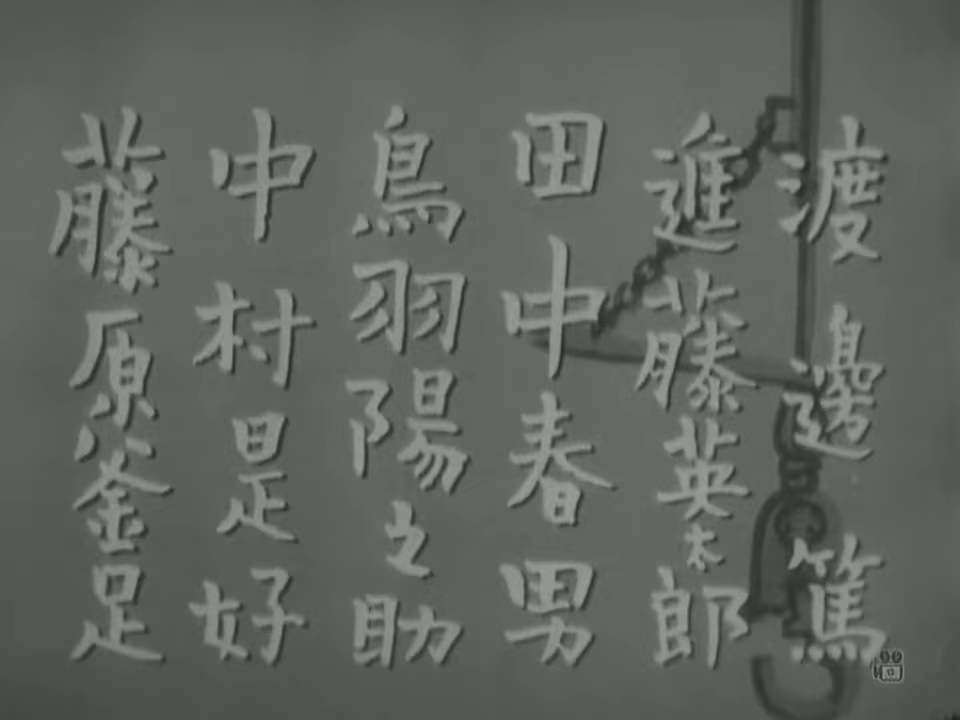 渡邊篤
進藤英太郎
田中春男
鳥羽陽之助
中村是好
藤原釜足